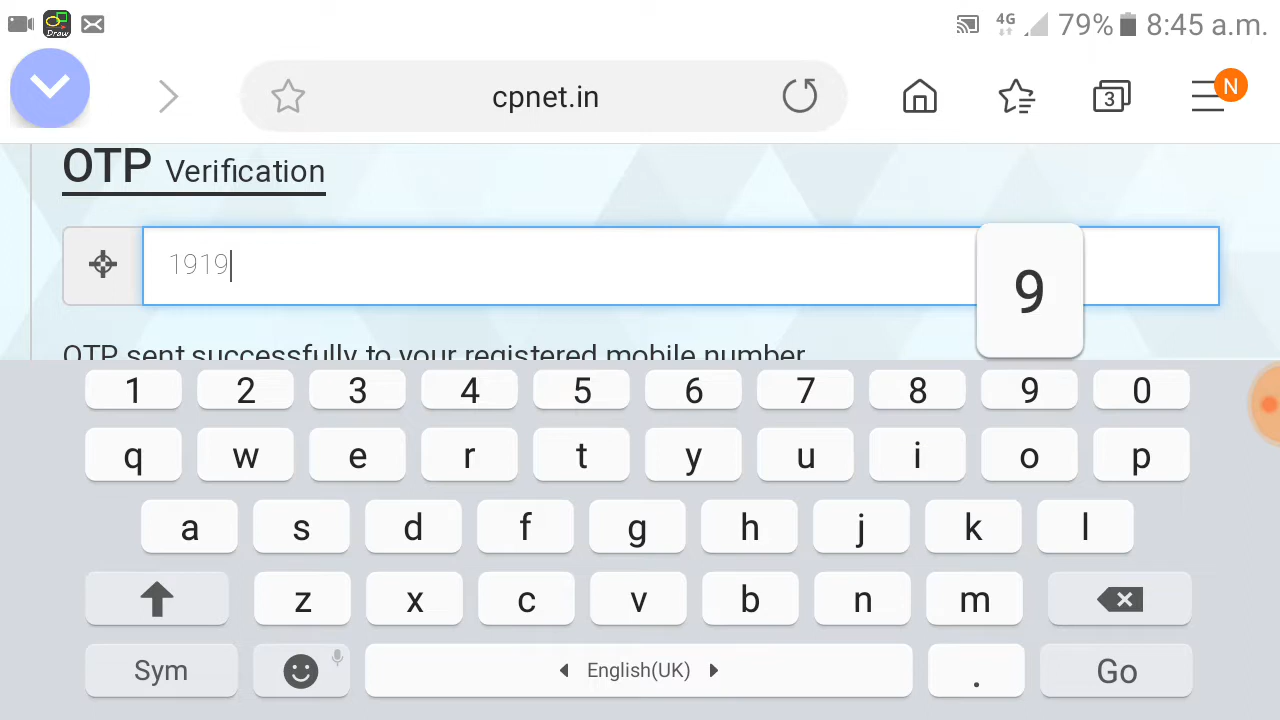 Draw 4G 79% 8:45 a.m.
cpnet.in 3 N
OTP Verification
1919
9
OTP sent successfully to your registered mobile number
1 2 3 4 5 6 7 8 9 0
q w e r t y u i o p
a s d f g h j k l
z x c v b n m
Sym English(UK) . Go